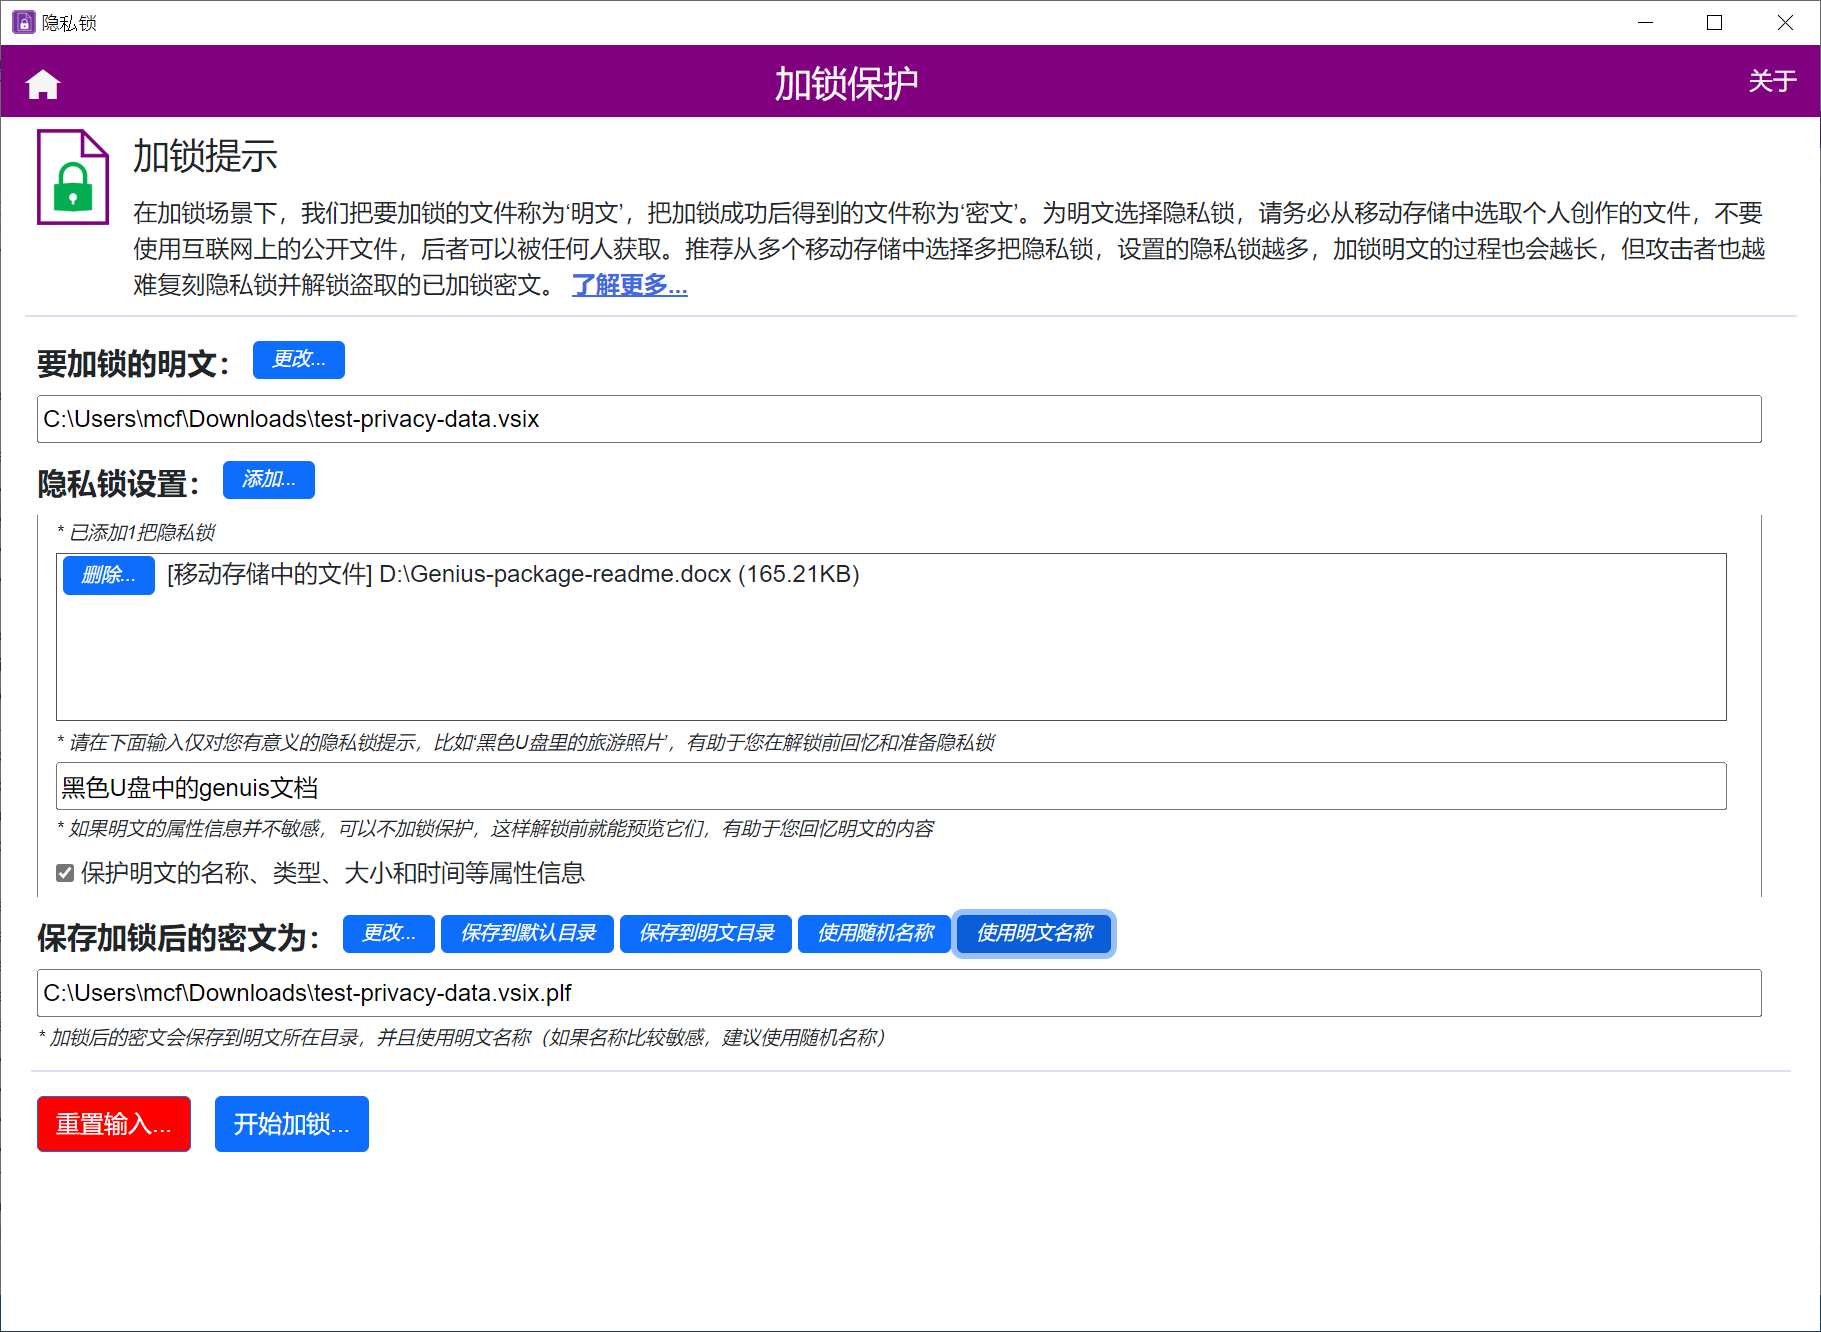 隐私锁
加锁保护
关于
加锁提示
在加锁场景下，我们把要加锁的文件称为‘明文’，把加锁成功后得到的文件称为‘密文’。为明文选择隐私锁，请务必从移动存储中选取个人创作的文件，不要
使用互联网上的公开文件，后者可以被任何人获取。推荐从多个移动存储中选择多把隐私锁，设置的隐私锁越多，加锁明文的过程也会越长，但攻击者也越
难复刻隐私锁并解锁盗取的已加锁密文。 了解更多...
要加锁的明文： 更改...
C:\Users\mcf\Downloads\test-privacy-data.vsix
隐私锁设置： 添加...
* 已添加1把隐私锁
删除... [移动存储中的文件] D:\Genius-package-readme.docx (165.21KB)
* 请在下面输入仅对您有意义的隐私锁提示，比如‘黑色U盘里的旅游照片’，有助于您在解锁前回忆和准备隐私锁
黑色U盘中的genuis文档
* 如果明文的属性信息并不敏感，可以不加锁保护，这样解锁前就能预览它们，有助于您回忆明文的内容
保护明文的名称、类型、大小和时间等属性信息
保存加锁后的密文为： 更改... 保存到默认目录 保存到明文目录 使用随机名称 使用明文名称
C:\Users\mcf\Downloads\test-privacy-data.vsix.plf
* 加锁后的密文会保存到明文所在目录，并且使用明文名称（如果名称比较敏感，建议使用随机名称）
重置输入... 开始加锁...